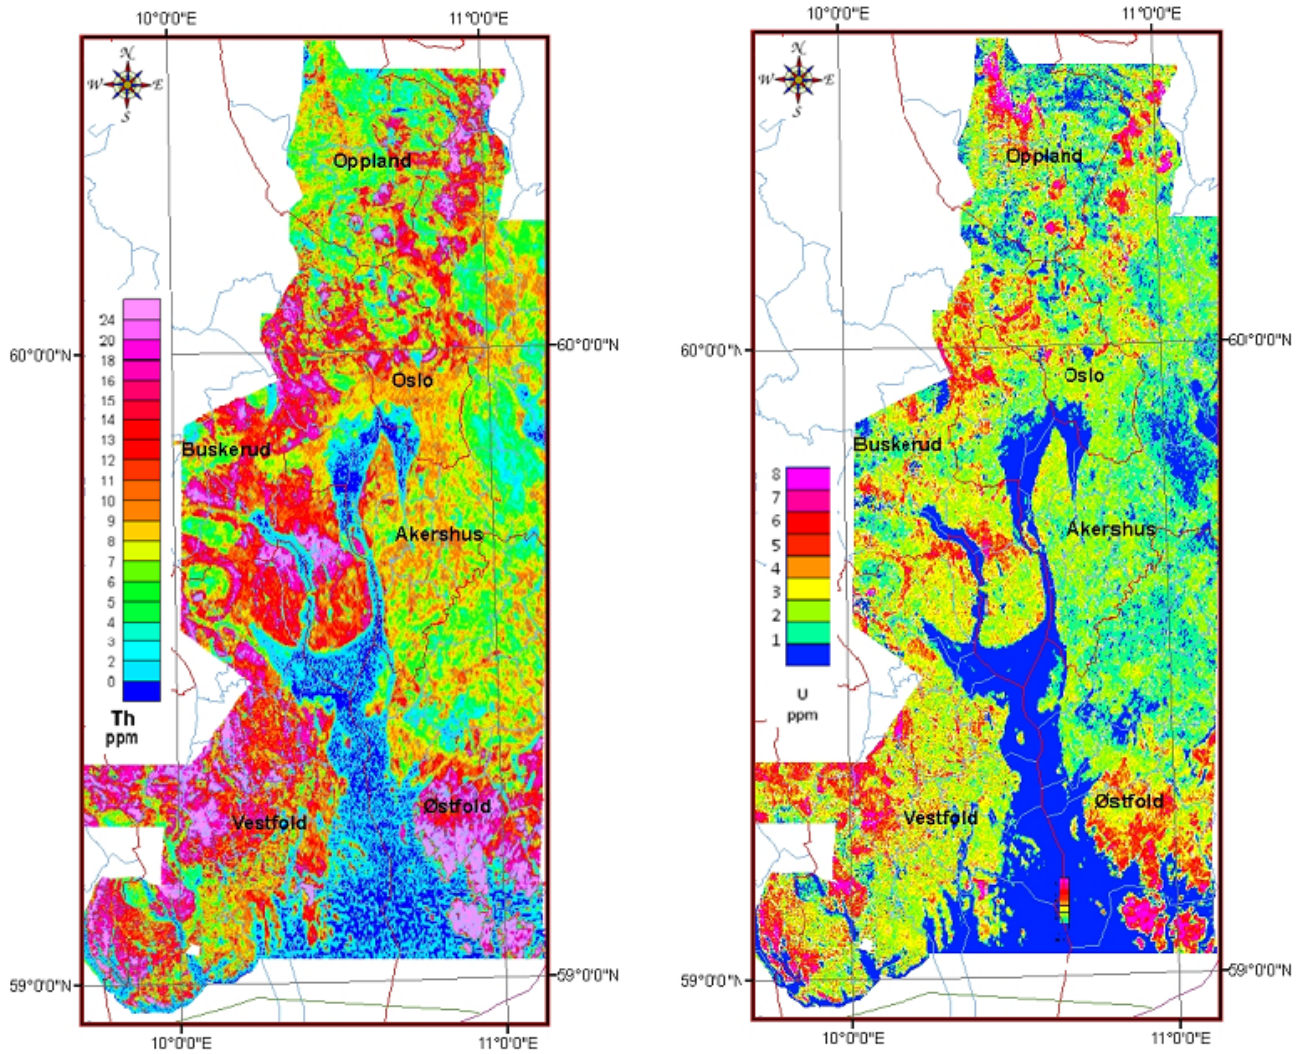 10°0'0"E 11°0'0"E
N
W E
S
Oppland
24
20
18
16
15
14
13
12
11
10
9
8
7
6
5
4
3
2
0
Th
ppm
60°0'0"N
60°0'0"N
Oslo
Buskerud
Akershus
Østfold
Vestfold
59°0'0"N
59°0'0"N
10°0'0"E 11°0'0"E
10°0'0"E 11°0'0"E
N
W E
S
Oppland
60°0'0"N
60°0'0"N
Oslo
Buskerud
8
7
6
5
4
3
2
1
U
ppm
Akershus
Østfold
Vestfold
59°0'0"N
59°0'0"N
10°0'0"E 11°0'0"E